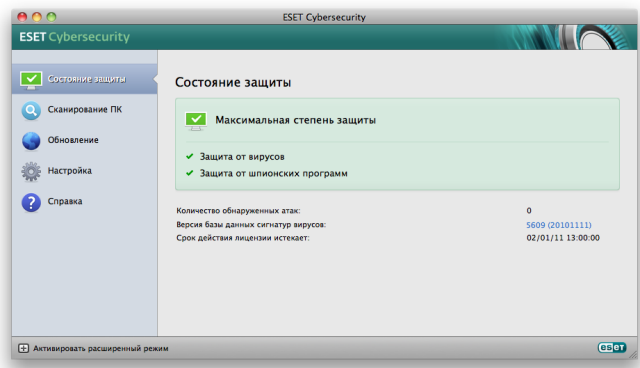 ESET Cybersecurity
ESET Cybersecurity
Состояние защиты
Сканирование ПК
Обновление
Настройка
? Справка
Состояние защиты
Максимальная степень защиты
Защита от вирусов
Защита от шпионских программ
Количество обнаруженных атак: 0
Версия базы данных сигнатур вирусов: 5609 (20101111)
Срок действия лицензии истекает: 02/01/11 13:00:00
Активировать расширенный режим
eseT